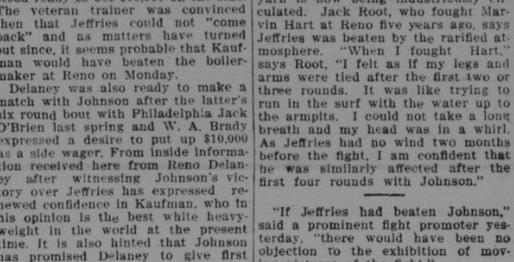 The veteran trainer was convinced
then that Jeffries could not "come
back" and as matters have turned
out since, it seems probable that Kauf-
man would have beaten the boiler-
maker at Reno on Monday.
Delaney was also ready to make a
match with Johnson after the latter's
six round bout with Philadelphia Jack
O'Brien last spring and W. A. Brady
expressed a desire to put up $10,000
as a side wager. From inside informa-
tion received here from Reno Delan-
ey after witnessing Johnson's vic-
tory over Jeffries has expressed re-
newed confidence in Kaufman, who in
his opinion is the best white heavy-
weight in the world at the present
time. It is also hinted that Johnson
has promised Delaney to give first
culated. Jack Root, who fought Mar-
vin Hart at Reno five years ago, says
Jeffries was beaten by the rarified at-
mosphere. "When I fought Hart,"
says Root, "I felt as if my legs and
arms were tied after the first two or
three rounds. It was like trying to
run in the surf with the water up to
the armpits. I could not take a long
breath and my head was in a whirl.
As Jeffries had no wind two months
before the fight, I am confident that
he was similarly affected after the
first four rounds with Johnson."
"If Jeffries had beaten Johnson,"
said a prominent fight promoter yes-
terday, "there would have been no
objection to the exhibition of mov-